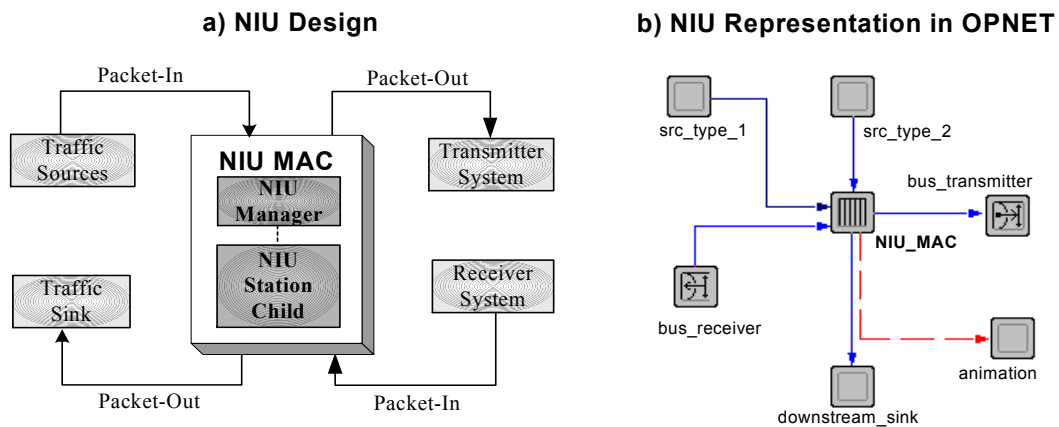 a) NIU Design
Packet-In
Packet-Out
Traffic
Sources
NIU MAC
NIU
Manager
NIU
Station
Child
Transmitter
System
Traffic
Sink
Receiver
System
Packet-Out
Packet-In
b) NIU Representation in OPNET
src_type_1
src_type_2
bus_transmitter
NIU_MAC
bus_receiver
animation
downstream_sink